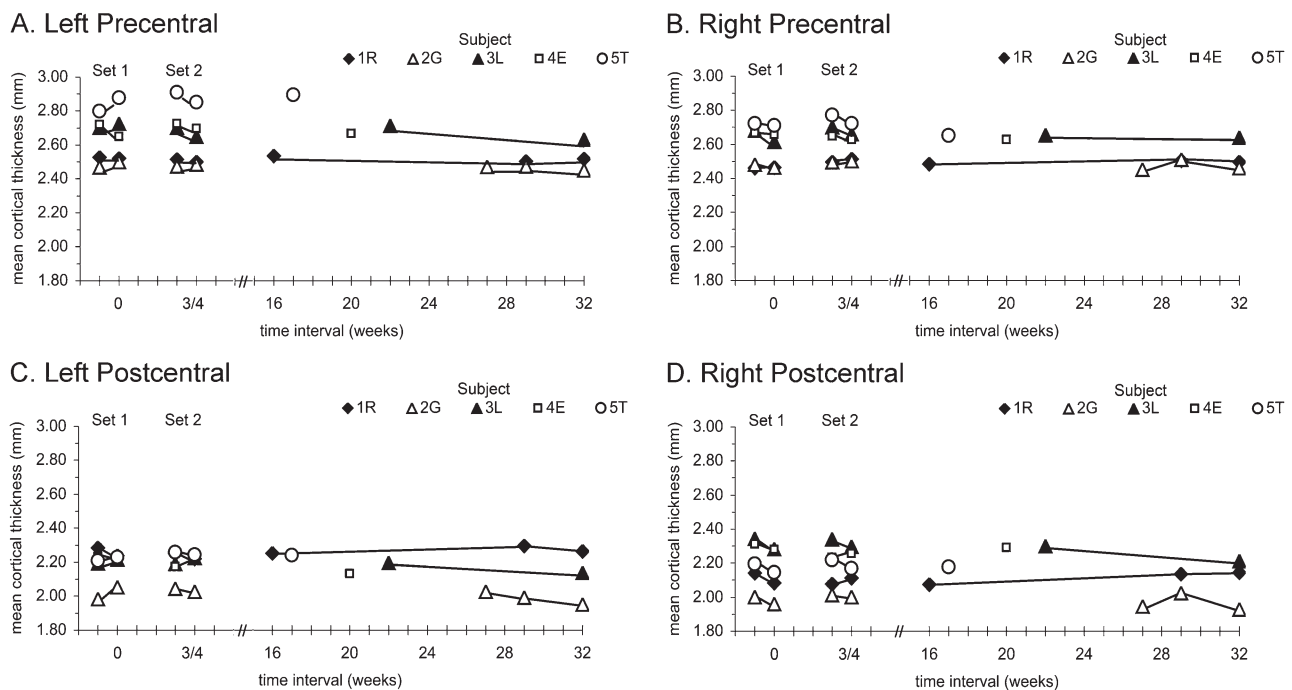 A. Left Precentral
Subject
1R 2G 3L 4E 5T
Set 1 Set 2
mean cortical thickness (mm)
3.00
2.80
2.60
2.40
2.20
2.00
1.80
0 3/4 // 16 20 24 28 32
time interval (weeks)
B. Right Precentral
Subject
1R 2G 3L 4E 5T
Set 1 Set 2
mean cortical thickness (mm)
3.00
2.80
2.60
2.40
2.20
2.00
1.80
0 3/4 // 16 20 24 28 32
time interval (weeks)
C. Left Postcentral
Subject
1R 2G 3L 4E 5T
Set 1 Set 2
mean cortical thickness (mm)
3.00
2.80
2.60
2.40
2.20
2.00
1.80
0 3/4 // 16 20 24 28 32
time interval (weeks)
D. Right Postcentral
Subject
1R 2G 3L 4E 5T
Set 1 Set 2
mean cortical thickness (mm)
3.00
2.80
2.60
2.40
2.20
2.00
1.80
0 3/4 // 16 20 24 28 32
time interval (weeks)